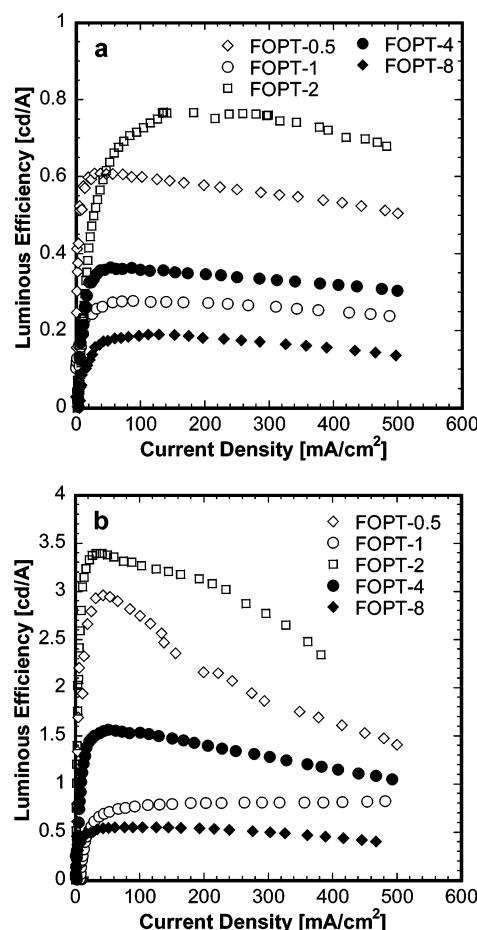 a
FOPT-0.5
FOPT-4
FOPT-1
FOPT-8
FOPT-2
Luminous Efficiency [cd/A]
1
0.8
0.6
0.4
0.2
0
0 100 200 300 400 500 600
Current Density [mA/cm²]
b
FOPT-0.5
FOPT-1
FOPT-2
FOPT-4
FOPT-8
Luminous Efficiency [cd/A]
4
3.5
3
2.5
2
1.5
1
0.5
0
0 100 200 300 400 500 600
Current Density [mA/cm²]